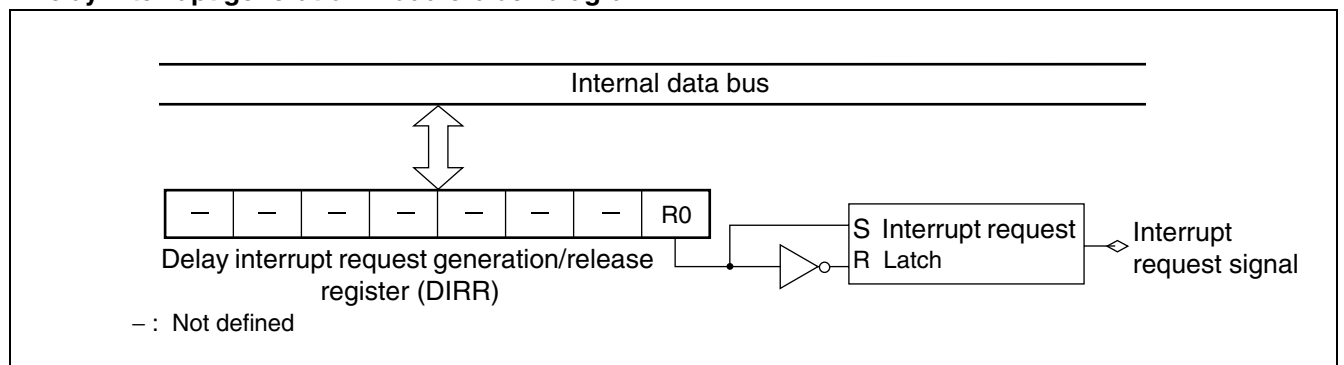 Internal data bus
– – – – – – – R0
Delay interrupt request generation/release
register (DIRR)
S Interrupt request
R Latch
Interrupt
request signal
– : Not defined